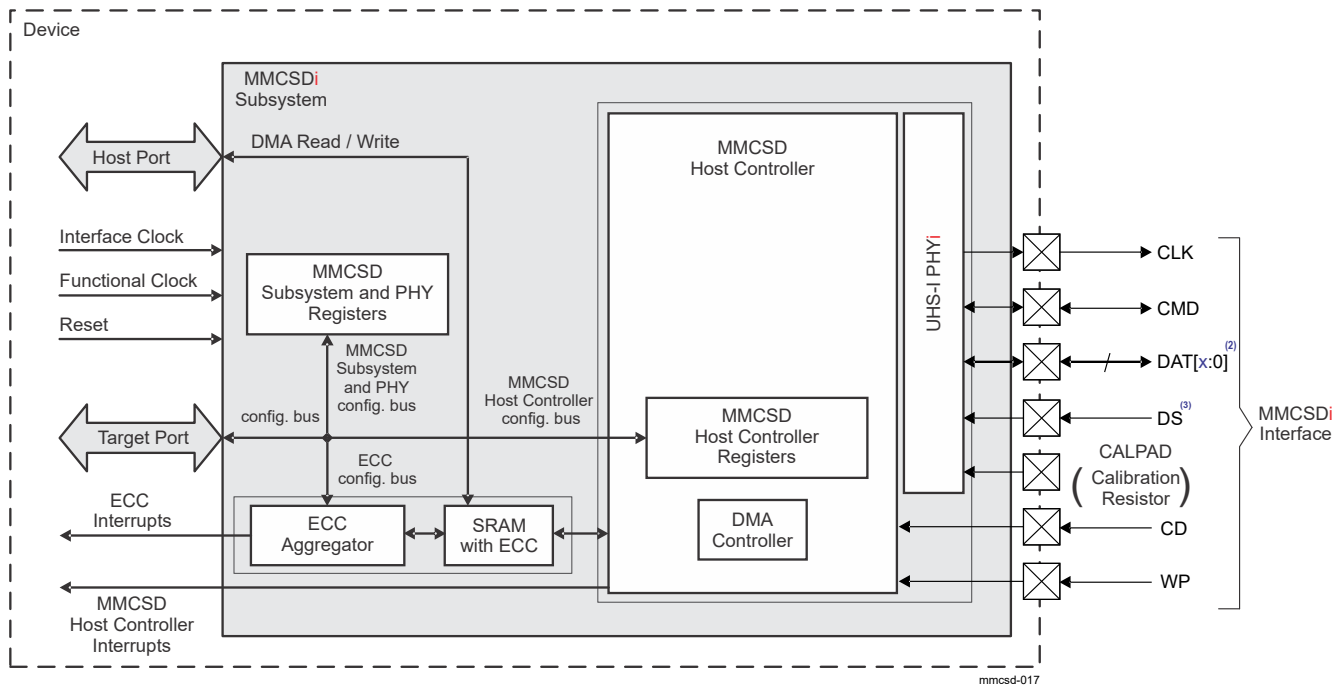 Device
MMCSDi
Subsystem
Host Port
DMA Read / Write
MMCSD
Host Controller
UHS-I PHYi
Interface Clock
Functional Clock
Reset
MMCSD
Subsystem and PHY
Registers
MMCSD
Subsystem
and PHY
config. bus
MMCSD
Host Controller
config. bus
config. bus
Target Port
MMCSD
Host Controller
Registers
ECC
config. bus
ECC
Interrupts
ECC
Aggregator
SRAM
with ECC
DMA
Controller
MMCSD
Host Controller
Interrupts
CLK
CMD
DAT[x:0](2)
DS(3)
CALPAD
(Calibration
Resistor)
CD
WP
MMCSDi
Interface
mmcsd-017